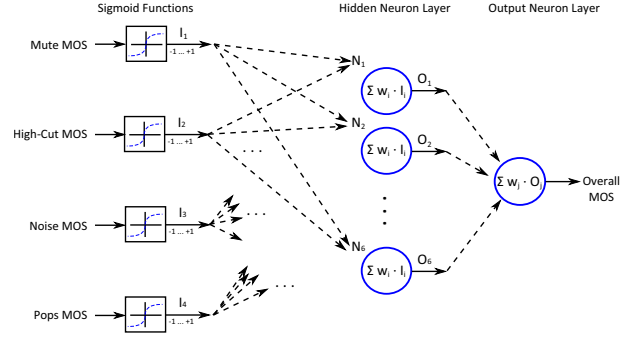 Sigmoid Functions
Hidden Neuron Layer
Output Neuron Layer
Mute MOS
I₁
-1 ... +1
N₁
Σ wᵢ · Iᵢ
O₁
High-Cut MOS
I₂
-1 ... +1
...
N₂
Σ wᵢ · Iᵢ
O₂
Σ wⱼ · Oⱼ
Overall
MOS
Noise MOS
I₃
-1 ... +1
...
N₆
Σ wᵢ · Iᵢ
O₆
Pops MOS
I₄
-1 ... +1
...